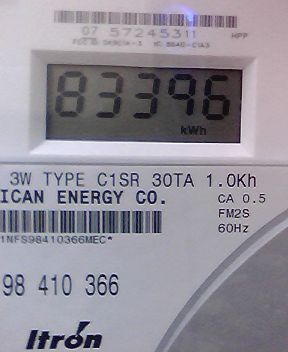 07 57245311 HPP
83396
kWh
3W TYPE C1SR 30TA 1.0Kh
ICAN ENERGY CO. CA 0.5
FM2S
1NFS98410366MEC* 60Hz
98 410 366
Itron